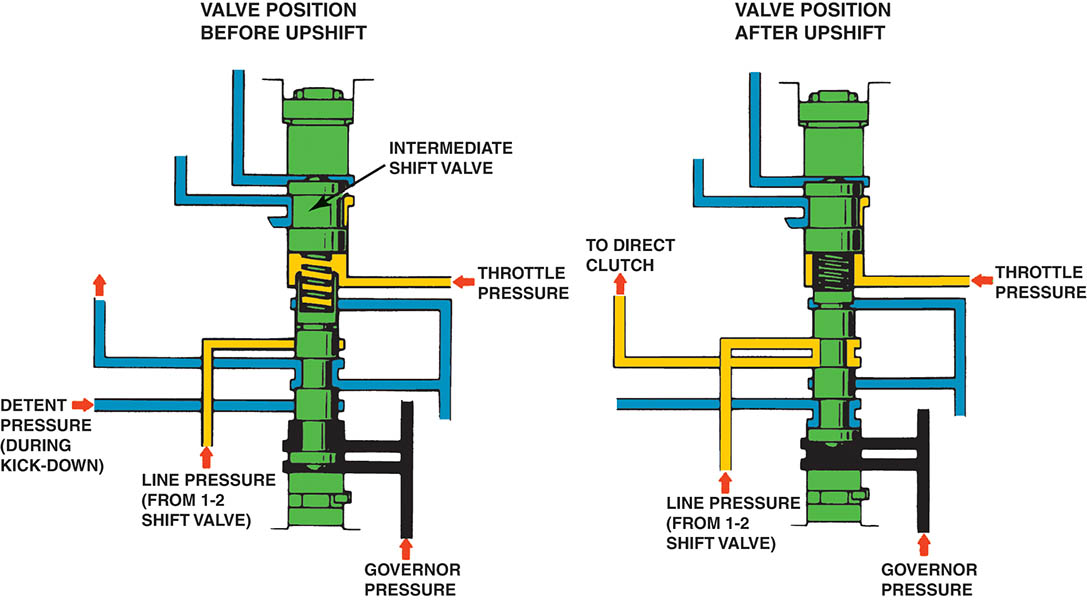 VALVE POSITION
BEFORE UPSHIFT
INTERMEDIATE
SHIFT VALVE
THROTTLE
PRESSURE
DETENT
PRESSURE
(DURING
KICK-DOWN)
LINE PRESSURE
(FROM 1-2
SHIFT VALVE)
GOVERNOR
PRESSURE
VALVE POSITION
AFTER UPSHIFT
TO DIRECT
CLUTCH
THROTTLE
PRESSURE
LINE PRESSURE
(FROM 1-2
SHIFT VALVE)
GOVERNOR
PRESSURE